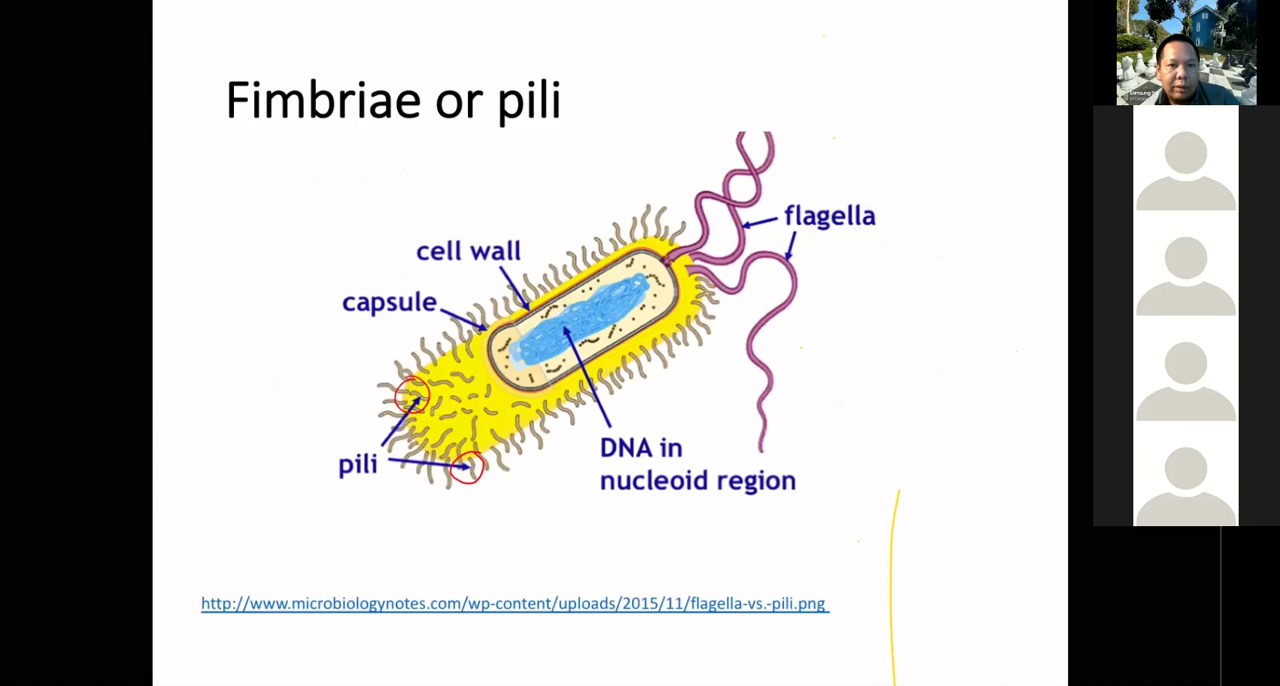 Fimbriae or pili
flagella
cell wall
capsule
pili
DNA in
nucleoid region
http://www.microbiologynotes.com/wp-content/uploads/2015/11/flagella-vs.-pili.png